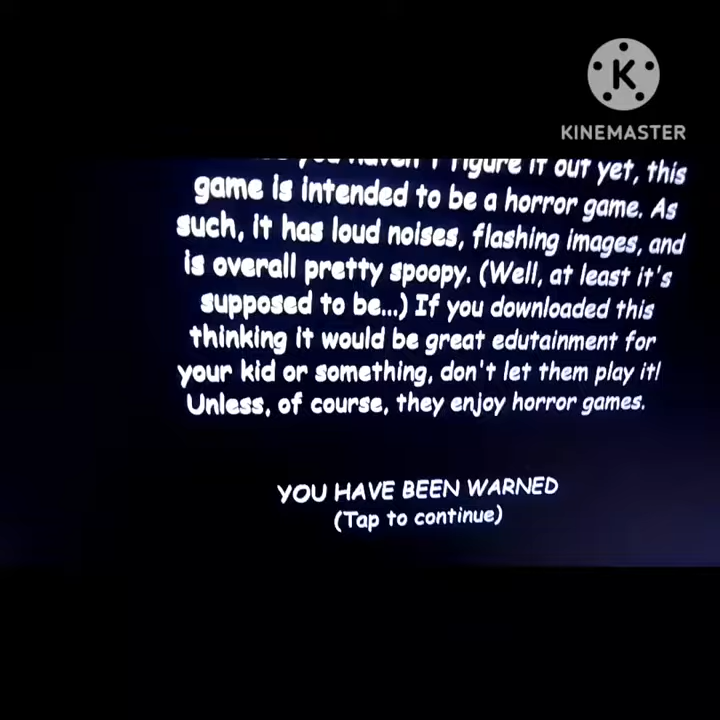 K
KINEMASTER
figure it out yet, this
game is intended to be a horror game. As
such, it has loud noises, flashing images, and
is overall pretty spoopy. (Well, at least it's
supposed to be...) If you downloaded this
thinking it would be great edutainment for
your kid or something, don't let them play it!
Unless, of course, they enjoy horror games.
YOU HAVE BEEN WARNED
(Tap to continue)